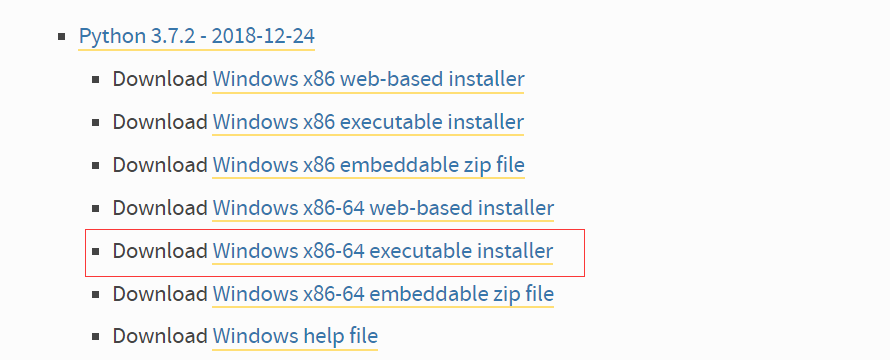 Python 3.7.2 - 2018-12-24
Download Windows x86 web-based installer
Download Windows x86 executable installer
Download Windows x86 embeddable zip file
Download Windows x86-64 web-based installer
Download Windows x86-64 executable installer
Download Windows x86-64 embeddable zip file
Download Windows help file